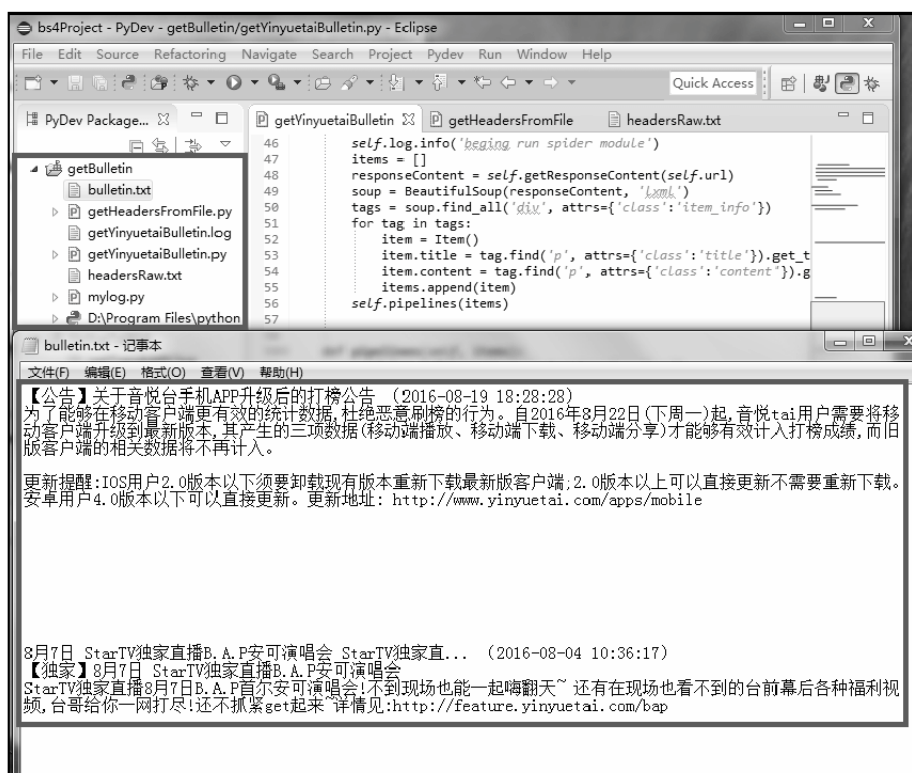 bs4Project - PyDev - getBulletin/getYinyuetaiBulletin.py - Eclipse
File Edit Source Refactoring Navigate Search Project Pydev Run Window Help
Quick Access
PyDev Package...
getYinyuetaiBulletin
getHeadersFromFile
headersRaw.txt
getBulletin
bulletin.txt
getHeadersFromFile.py
getYinyuetaiBulletin.log
getYinyuetaiBulletin.py
headersRaw.txt
mylog.py
D:\Program Files\python
46 self.log.info('beging run spider module')
47 items = []
48 responseContent = self.getResponseContent(self.url)
49 soup = BeautifulSoup(responseContent, 'lxml')
50 tags = soup.find_all('div', attrs={'class':'item_info'})
51 for tag in tags:
52 item = Item()
53 item.title = tag.find('p', attrs={'class':'title'}).get_t
54 item.content = tag.find('p', attrs={'class':'content"}).g
55 items.append(item)
56 self.pipelines(items)
57
bulletin.txt - 记事本
文件(F) 编辑(E) 格式(O) 查看(V) 帮助(H)
【公告】关于音悦台手机APP升级后的打榜公告 (2016-08-19 18:28:28)
为了能够在移动客户端更有效的统计数据,杜绝恶意刷榜的行为。自2016年8月22日(下周一)起,音悦tai用户需要将移
动客户端升级到最新版本,其产生的三项数据(移动端播放、移动端下载、移动端分享)才能够有效计入打榜成绩,而旧
版客户端的相关数据将不再计入。
更新提醒:IOS用户2.0版本以下须要卸载现有版本重新下载最新版客户端;2.0版本以上可以直接更新不需要重新下载。
安卓用户4.0版本以下可以直接更新。更新地址: http://www.yinyuetai.com/apps/mobile
8月7日 StarTV独家直播B.A.P安可演唱会 StarTV独家直... (2016-08-04 10:36:17)
【独家】8月7日 StarTV独家直播B.A.P安可演唱会
StarTV独家直播8月7日B.A.P首尔安可演唱会!不到现场也能一起嗨翻天~ 还有在现场也看不到的台前幕后各种福利视
频,台哥给你一网打尽!还不抓紧get起来~详情见:http://feature.yinyuetai.com/bap